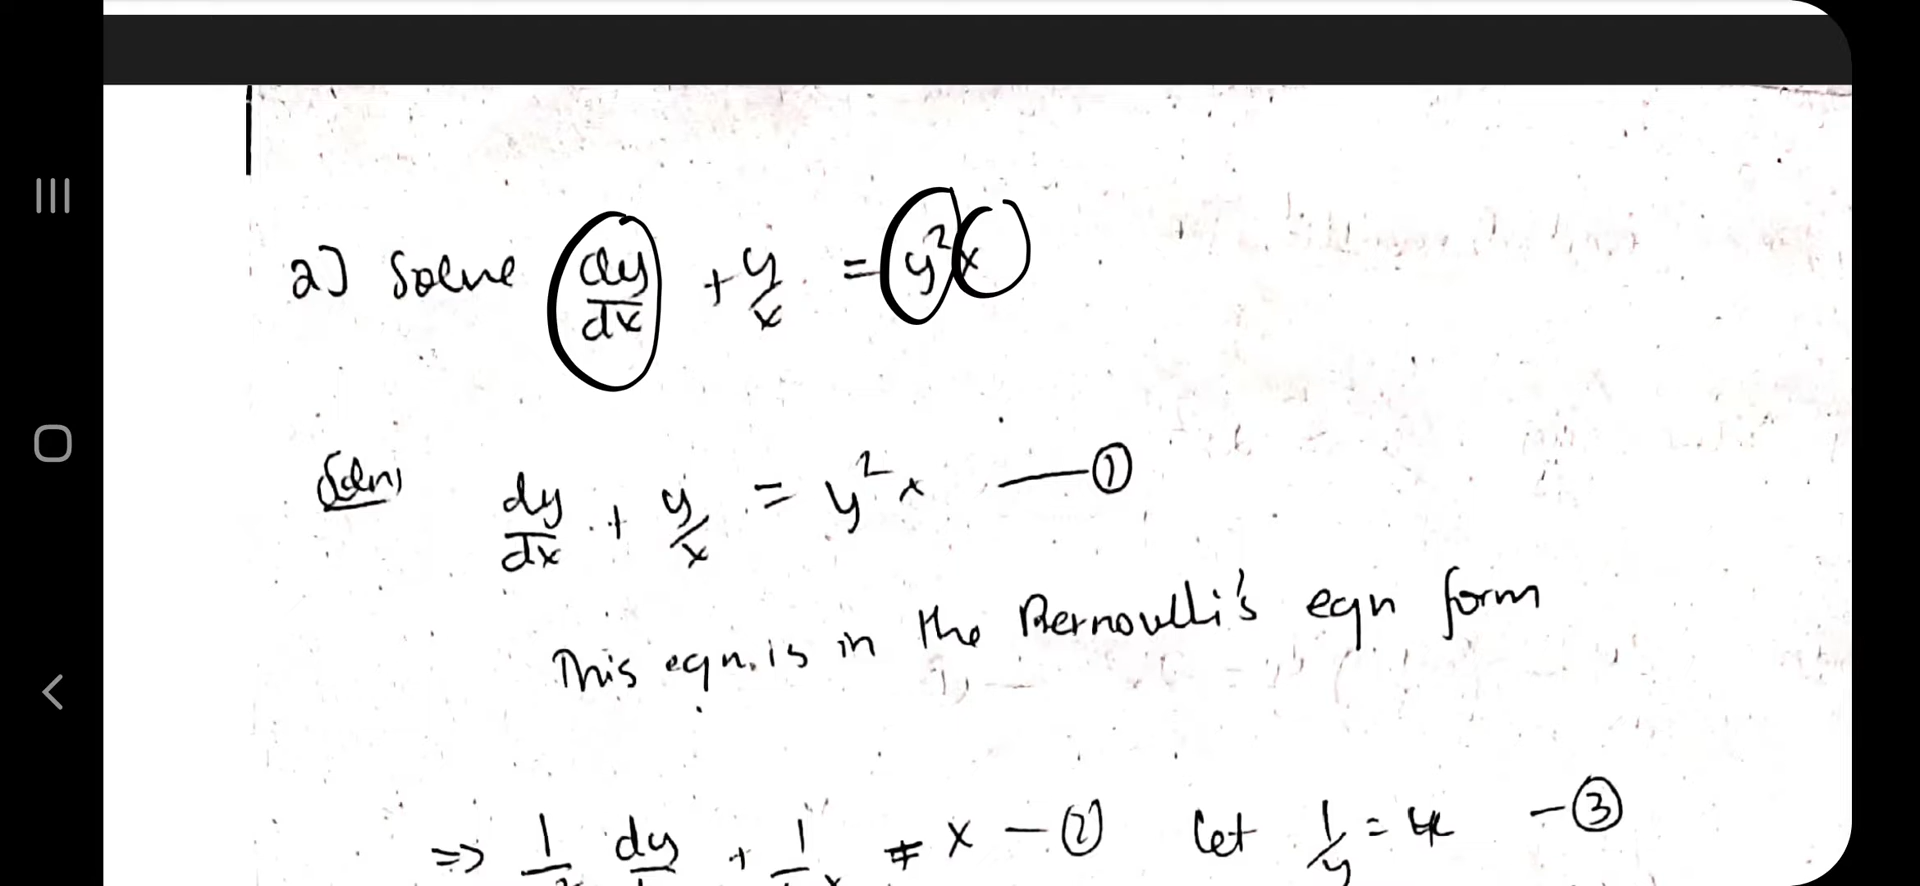 2] Solve dy/dx + y/x = y²x
Soln) dy/dx + y/x = y²x — ①
This eqn. is in the Bernoulli's eqn form
=> 1 dy + 1 = x — ② Let 1/y = u — ③